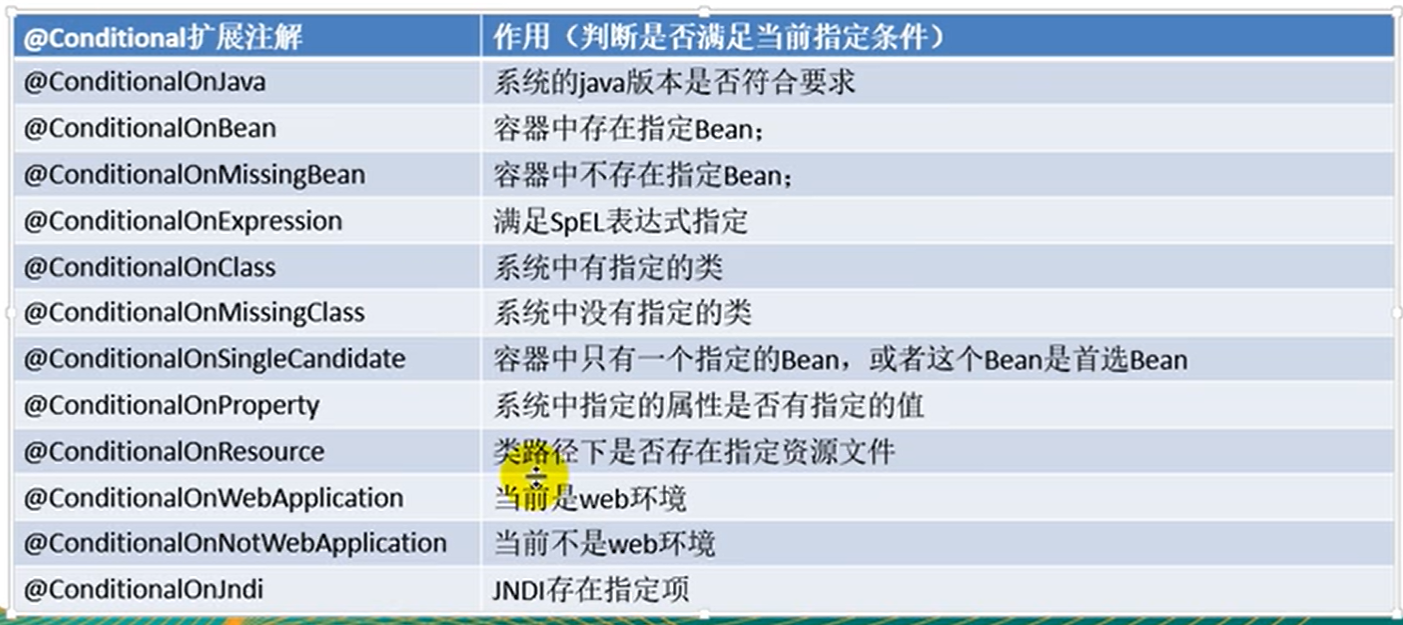 @Conditional扩展注解 作用（判断是否满足当前指定条件）
@ConditionalOnJava 系统的java版本是否符合要求
@ConditionalOnBean 容器中存在指定Bean；
@ConditionalOnMissingBean 容器中不存在指定Bean；
@ConditionalOnExpression 满足SpEL表达式指定
@ConditionalOnClass 系统中有指定的类
@ConditionalOnMissingClass 系统中没有指定的类
@ConditionalOnSingleCandidate 容器中只有一个指定的Bean，或者这个Bean是首选Bean
@ConditionalOnProperty 系统中指定的属性是否有指定的值
@ConditionalOnResource 类路径下是否存在指定资源文件
@ConditionalOnWebApplication 当前是web环境
@ConditionalOnNotWebApplication 当前不是web环境
@ConditionalOnJndi JNDI存在指定项